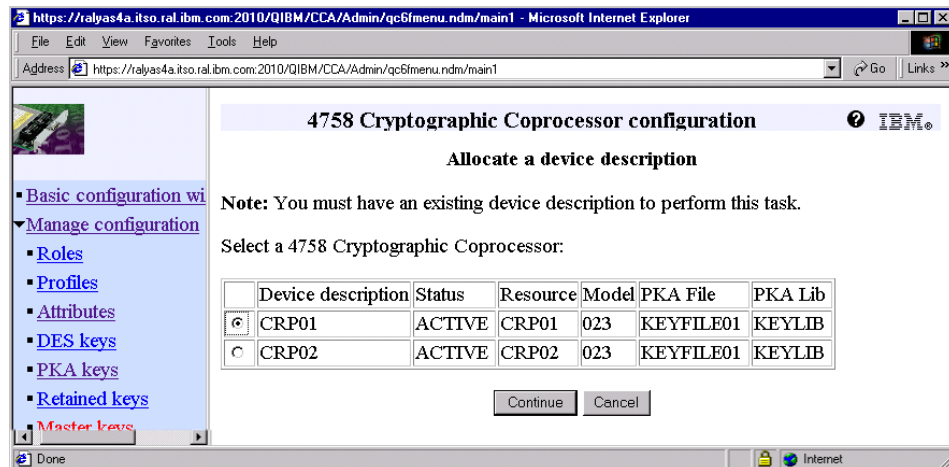 https://ralyas4a.itso.ral.ibm.com:2010/QIBM/CCA/Admin/qc6fmenu.ndm/main1 - Microsoft Internet Explorer
File Edit View Favorites Tools Help
Address https://ralyas4a.itso.ral.ibm.com:2010/QIBM/CCA/Admin/qc6fmenu.ndm/main1 Go Links »
4758 Cryptographic Coprocessor configuration ? IBM®
Allocate a device description
Basic configuration wi
Manage configuration
Roles
Profiles
Attributes
DES keys
PKA keys
Retained keys
Master keys
Note: You must have an existing device description to perform this task.
Select a 4758 Cryptographic Coprocessor:
Device description Status Resource Model PKA File PKA Lib
CRP01 ACTIVE CRP01 023 KEYFILE01 KEYLIB
CRP02 ACTIVE CRP02 023 KEYFILE01 KEYLIB
Continue Cancel
Done Internet